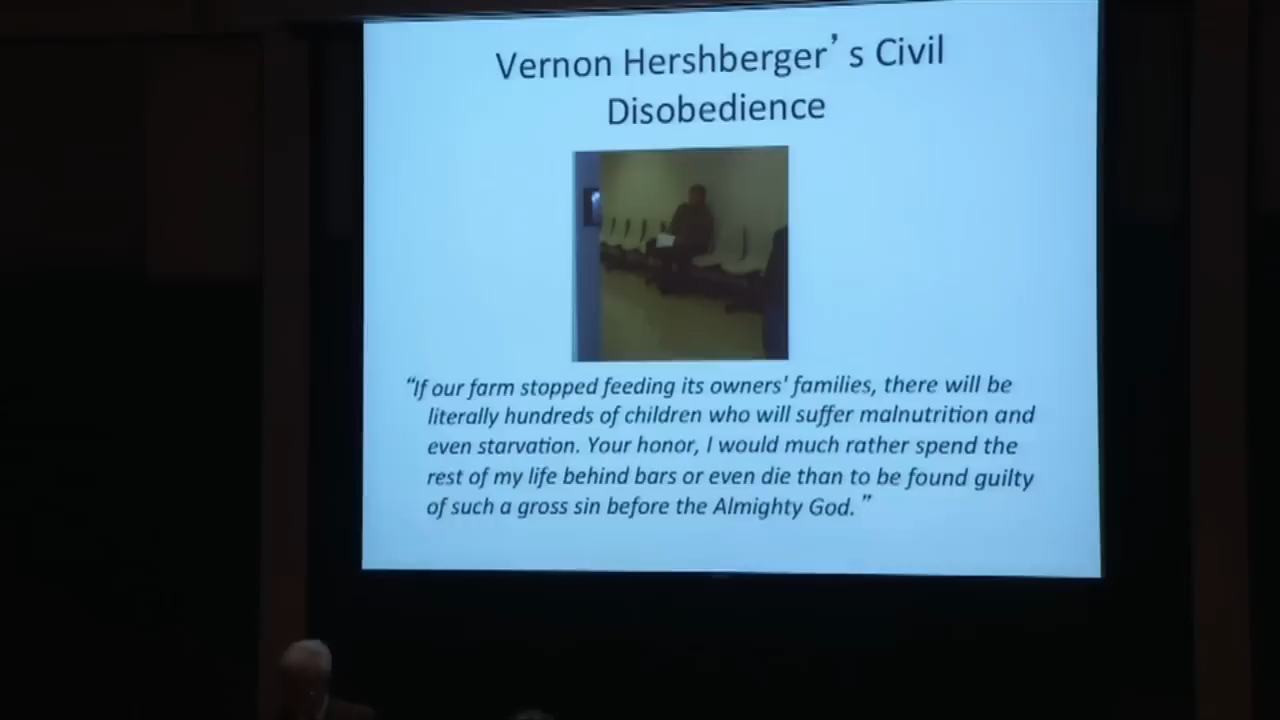 Vernon Hershberger’s Civil
Disobedience
“If our farm stopped feeding its owners' families, there will be
literally hundreds of children who will suffer malnutrition and
even starvation. Your honor, I would much rather spend the
rest of my life behind bars or even die than to be found guilty
of such a gross sin before the Almighty God.”